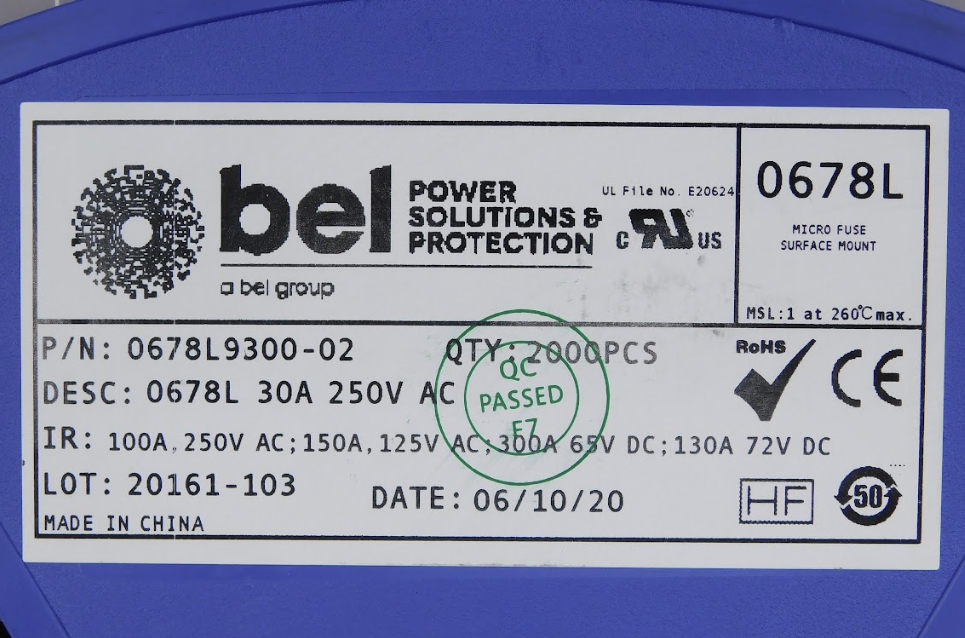 bel POWER
SOLUTIONS &
PROTECTION
a bel group
UL File No. E20624
C RU US
0678L
MICRO FUSE
SURFACE MOUNT
MSL:1 at 260℃ max.
P/N: 0678L9300-02
QTY: 2000PCS
DESC: 0678L 30A 250V AC
IR: 100A, 250V AC;150A, 125V AC;300A 65V DC;130A 72V DC
LOT: 20161-103
DATE: 06/10/20
MADE IN CHINA
QC
PASSED
F7
RoHS
CE
HF
50